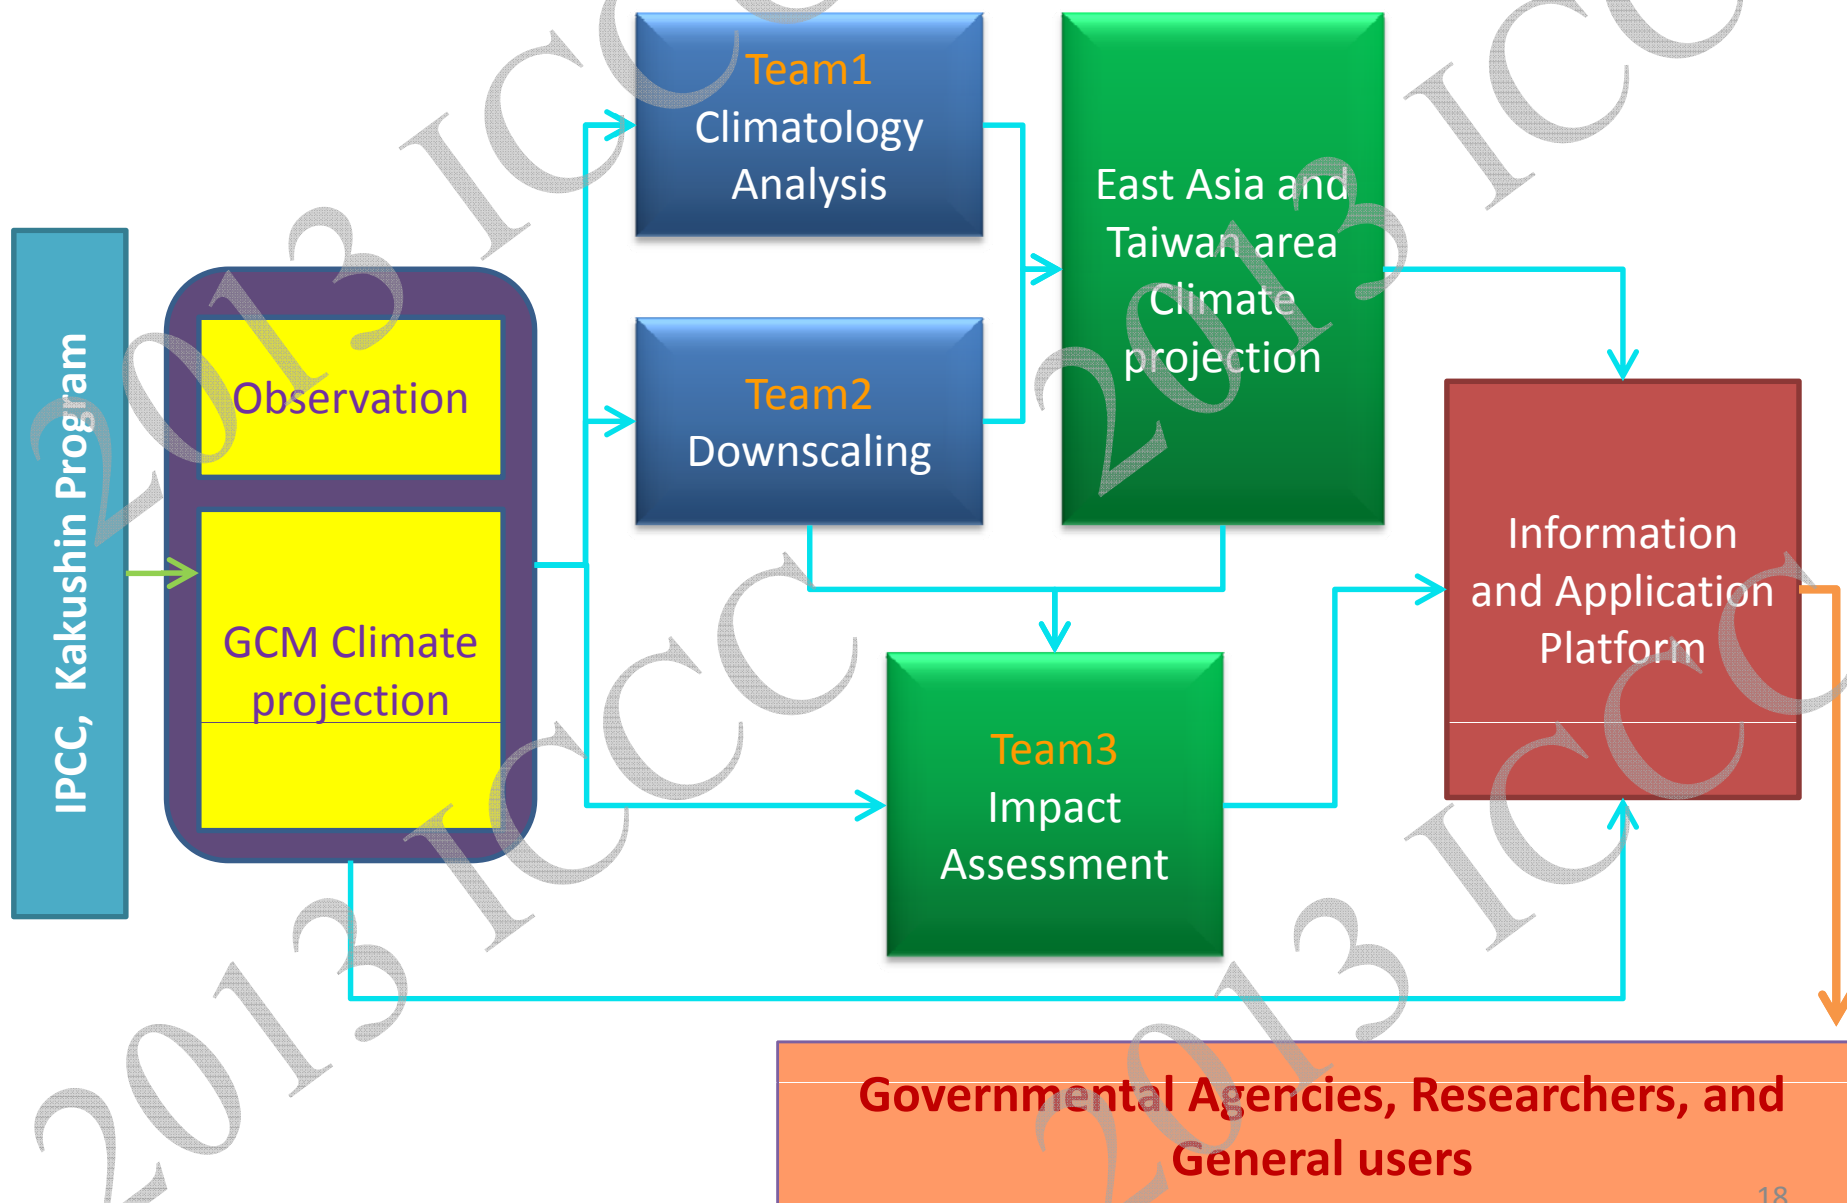 IPCC, Kakushin Program
Observation
GCM Climate
projection
Team1
Climatology
Analysis
Team2
Downscaling
East Asia and
Taiwan area
Climate
projection
Team3
Impact
Assessment
Information
and Application
Platform
Governmental Agencies, Researchers, and
General users
18
2013 ICCC
2013 ICCC
2013 ICCC
2013 ICCC